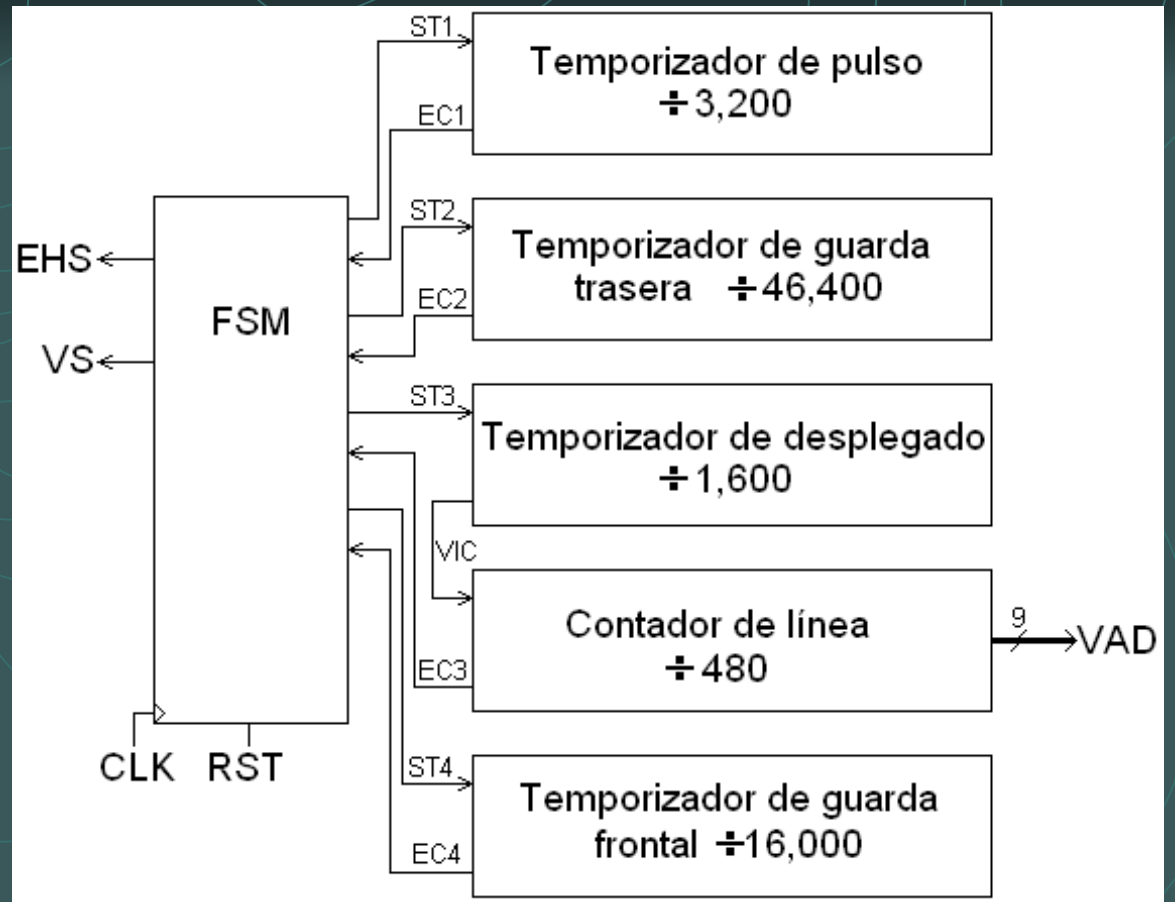 ST1
Temporizador de pulso
÷3,200
EC1
ST2
Temporizador de guarda
trasera ÷46,400
EC2
EHS
FSM
VS
ST3
Temporizador de desplegado
÷1,600
VIC
Contador de línea
÷480
9
VAD
EC3
CLK RST
ST4
Temporizador de guarda
frontal ÷16,000
EC4